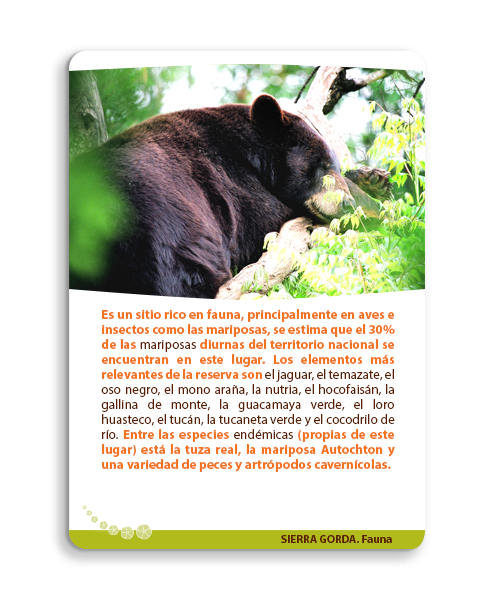 Es un sitio rico en fauna, principalmente en aves e
insectos como las mariposas, se estima que el 30%
de las mariposas diurnas del territorio nacional se
encuentran en este lugar. Los elementos más
relevantes de la reserva son el jaguar, el temazate, el
oso negro, el mono araña, la nutria, el hocofaisán, la
gallina de monte, la guacamaya verde, el loro
huasteco, el tucán, la tucaneta verde y el cocodrilo de
río. Entre las especies endémicas (propias de este
lugar) está la tuza real, la mariposa Autochton y
una variedad de peces y artrópodos cavernícolas.
SIERRA GORDA. Fauna